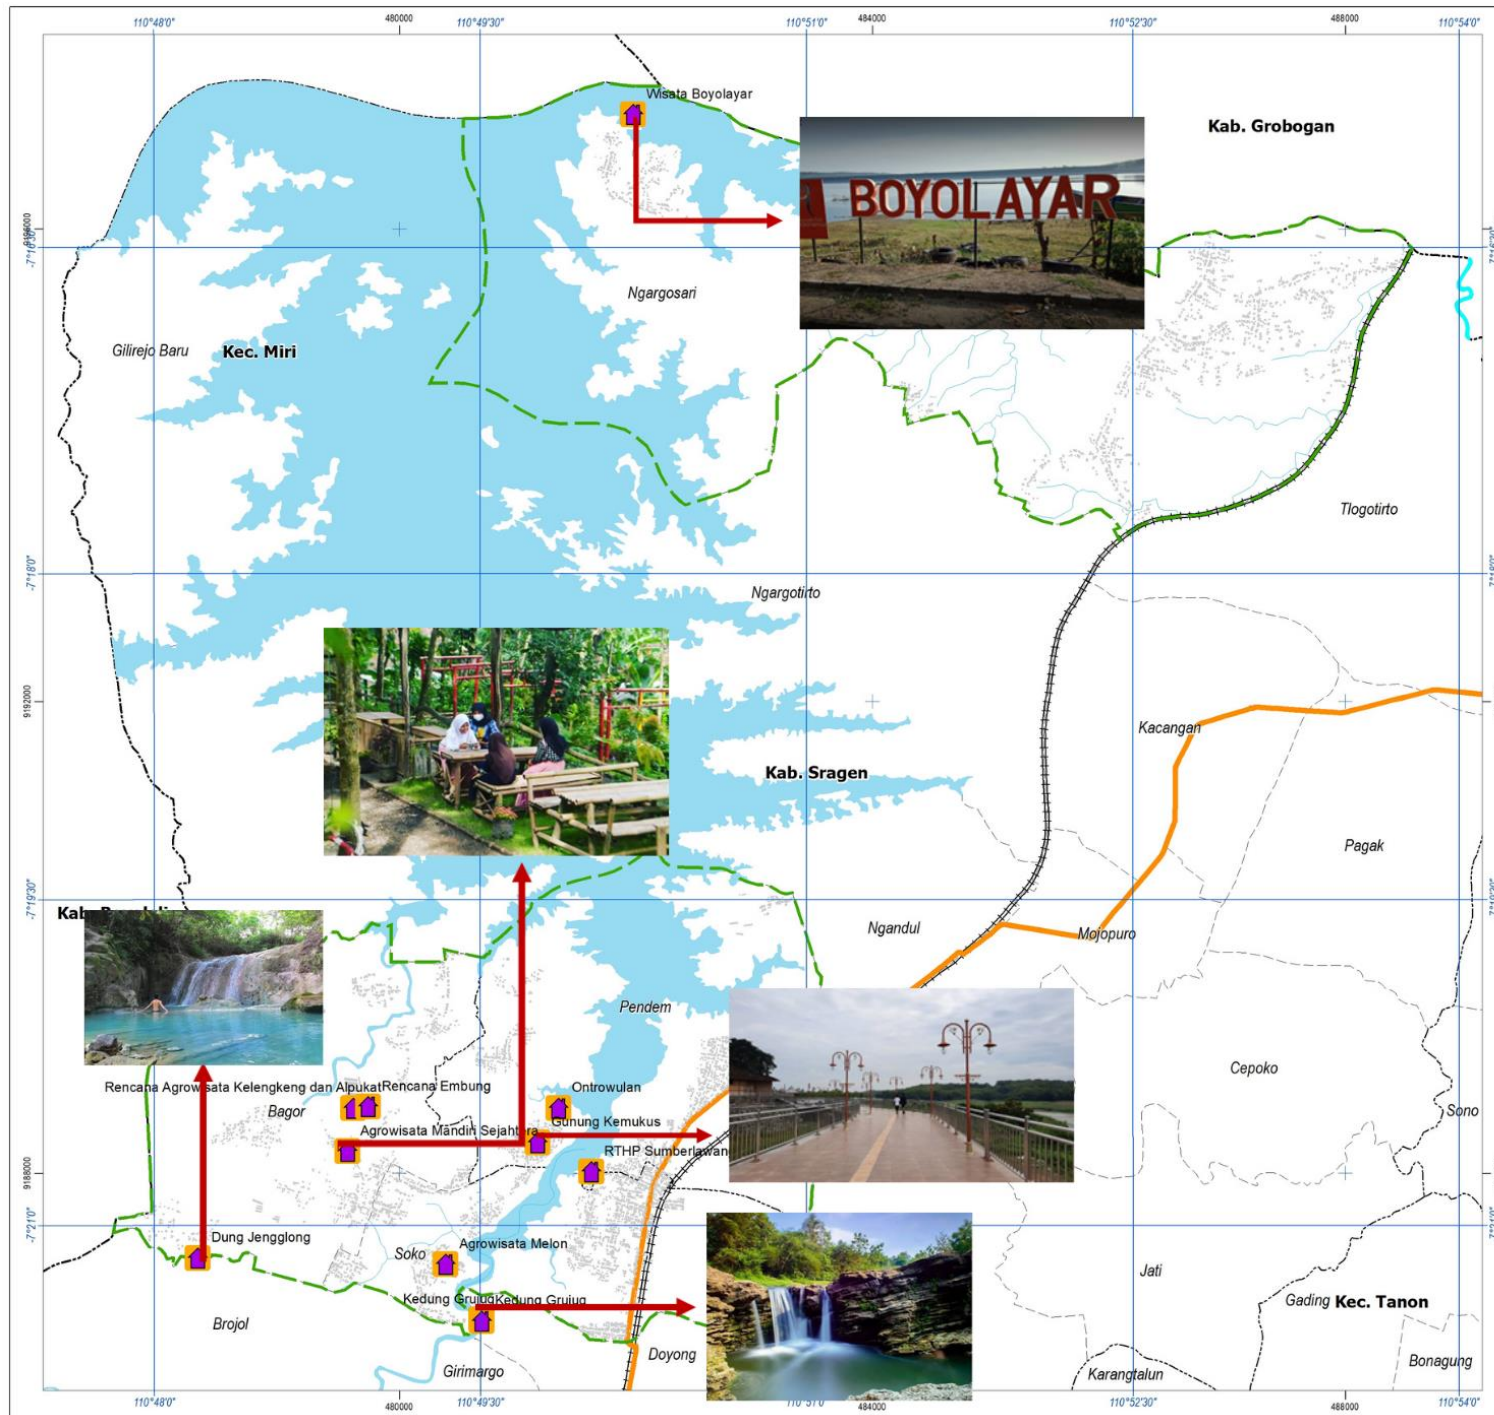 110°48'0"
480000
110°49'30"
110°51'0"
484000
110°52'30"
488000
110°54'0"
Wisata Boyolayar
Kab. Grobogan
BOYOLAYAR
-7°16'30"
Ngargosari
Gilirejo Baru
Kec. Miri
Tlogotirto
-7°18'0"
Ngargotirto
9192000
Kacangan
Kab. Sragen
Pagak
-7°19'30"
Kab.
Ngandul
Mojopuro
Pendem
Cepoko
Rencana Agrowisata Kelengkeng dan Alpukat
Rencana Embung
Ontrowulan
Bagor
Sono
Gunung Kemukus
Agrowisata Mandiri Sejahtera
RTHP Sumberlawang
9188000
-7°21'0"
Dung Jengglong
Soko
Agrowisata Melon
Jati
Kedung Grujug
Kedung Grujug
Gading
Kec. Tanon
Brojol
Doyong
Girimargo
Karangtalun
Bonagung
110°48'0"
480000
110°49'30"
484000
110°52'30"
488000
110°54'0"